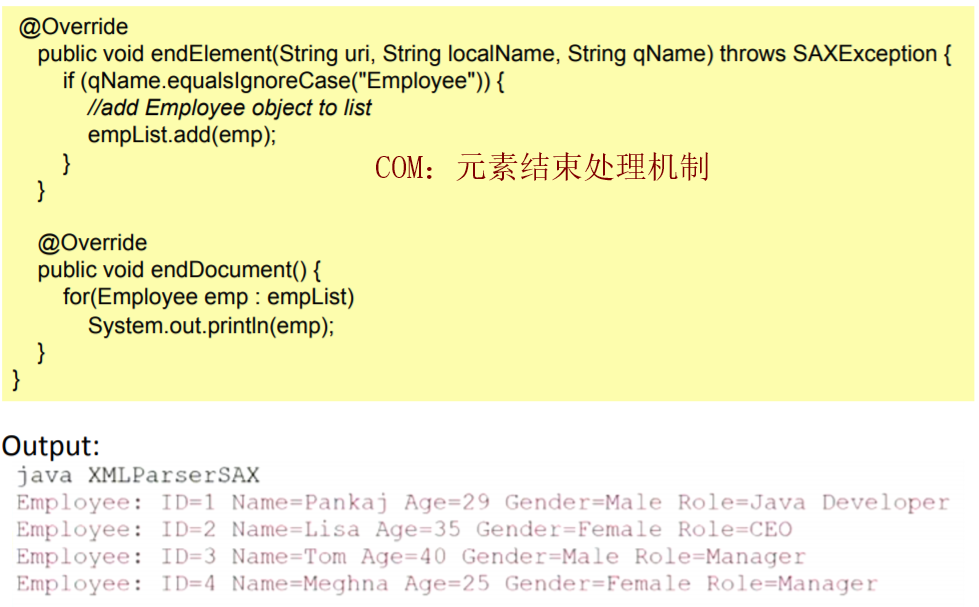 @Override
public void endElement(String uri, String localName, String qName) throws SAXException {
if (qName.equalsIgnoreCase("Employee")) {
//add Employee object to list
empList.add(emp);
}
COM：元素结束处理机制
}
@Override
public void endDocument() {
for(Employee emp : empList)
System.out.println(emp);
}
}
Output:
java XMLParserSAX
Employee: ID=1 Name=Pankaj Age=29 Gender=Male Role=Java Developer
Employee: ID=2 Name=Lisa Age=35 Gender=Female Role=CEO
Employee: ID=3 Name=Tom Age=40 Gender=Male Role=Manager
Employee: ID=4 Name=Meghna Age=25 Gender=Female Role=Manager